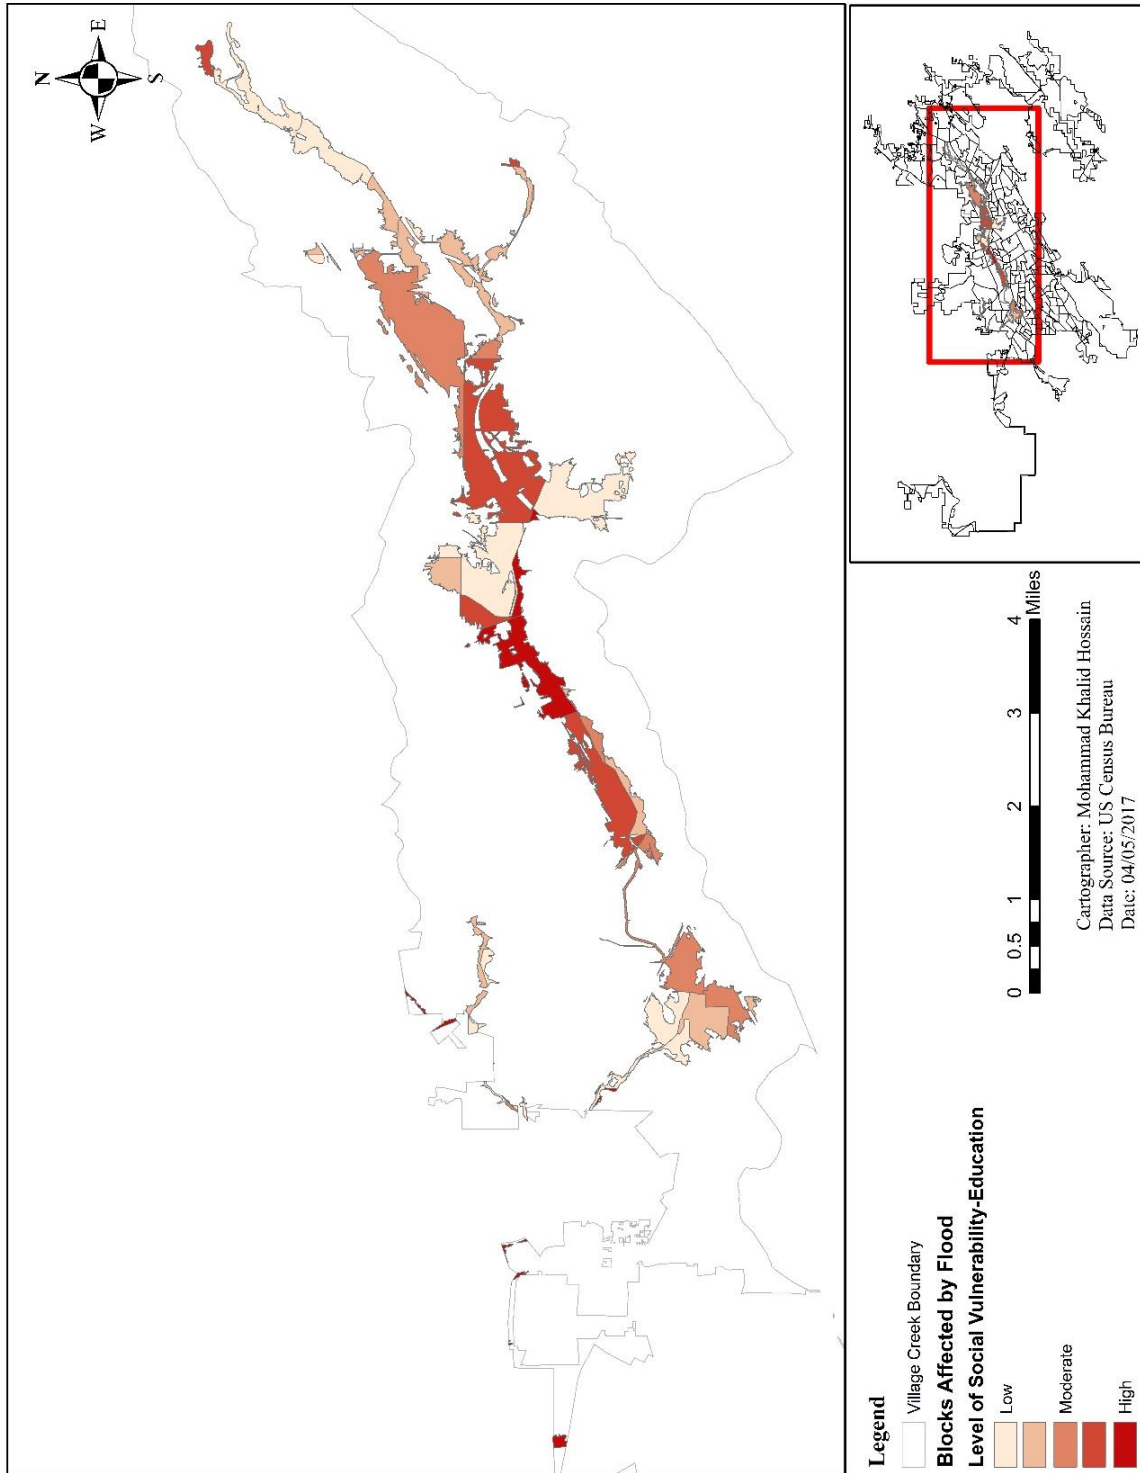 N
W
E
S
Legend
Village Creek Boundary
Blocks Affected by Flood
Level of Social Vulnerability-Education
Low
Moderate
High
0 0.5 1 2 3 4
Miles
Cartographer: Mohammad Khalid Hossain
Data Source: US Census Bureau
Date: 04/05/2017